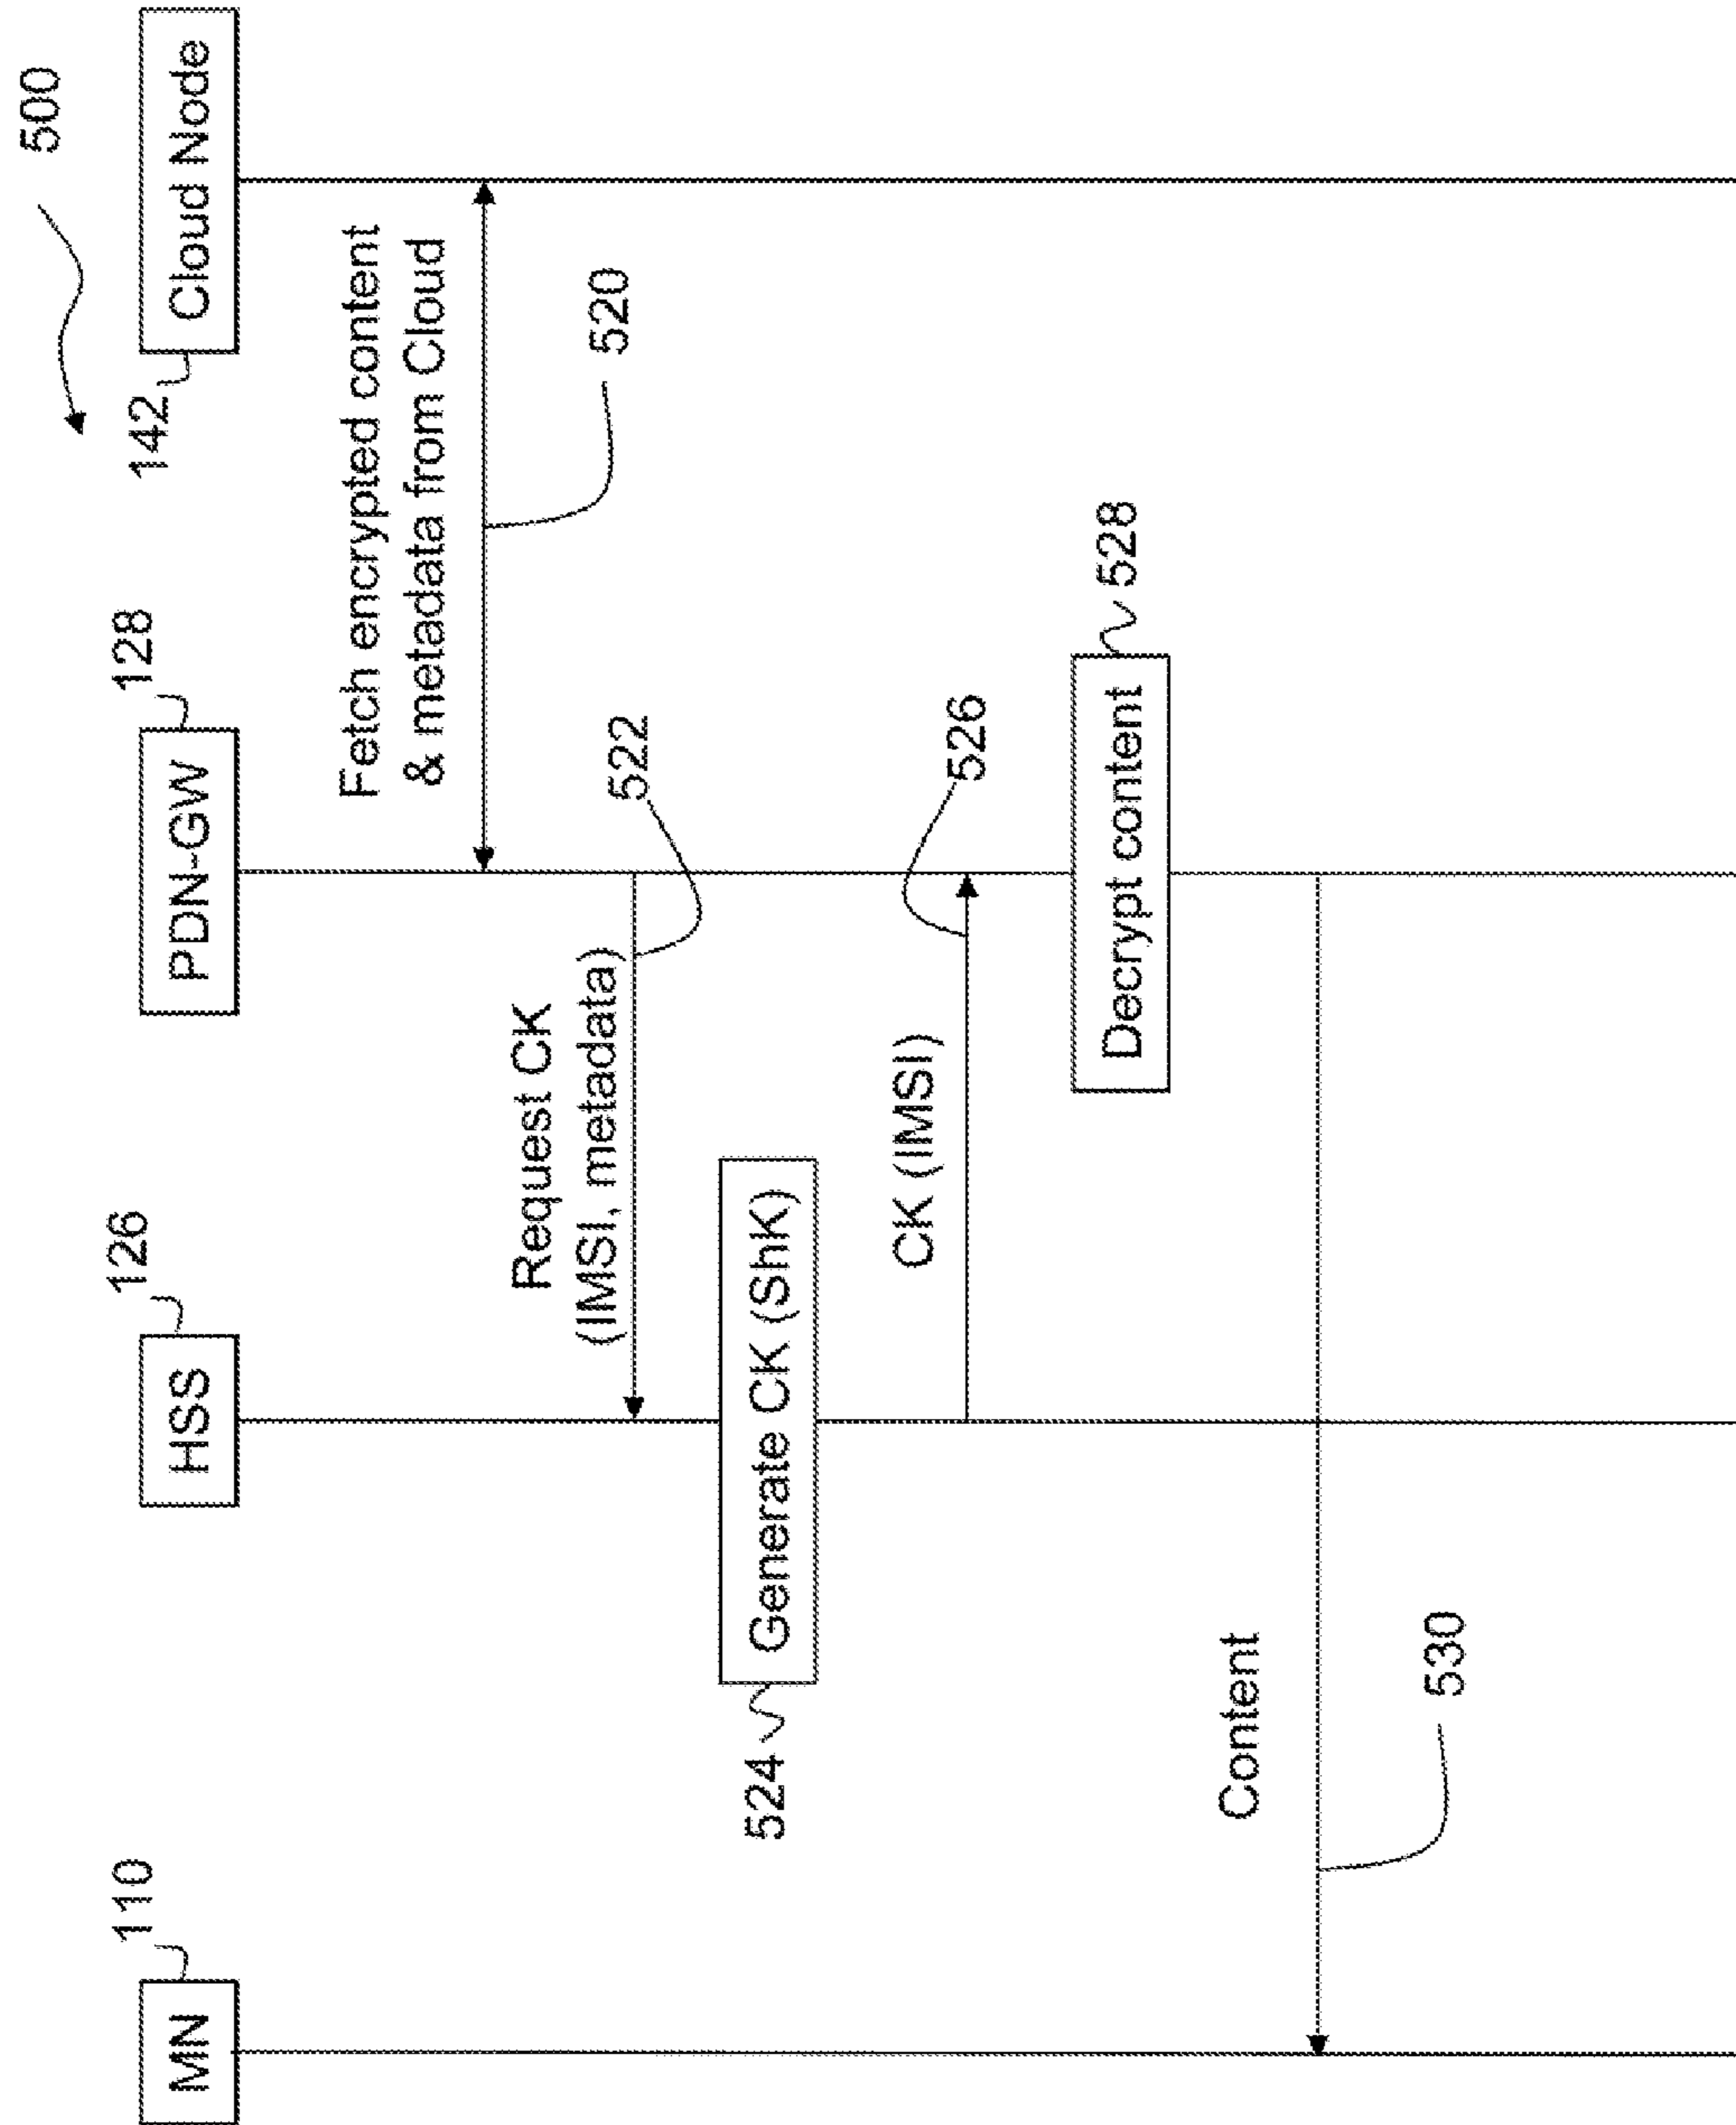 500
110
126
128
142
MN
HSS
PDN-GW
Cloud Node
Fetch encrypted content
& metadata from Cloud
520
Request CK
(IMSI, metadata)
522
524
Generate CK (ShK)
CK (IMSI)
526
Decrypt content
528
Content
530